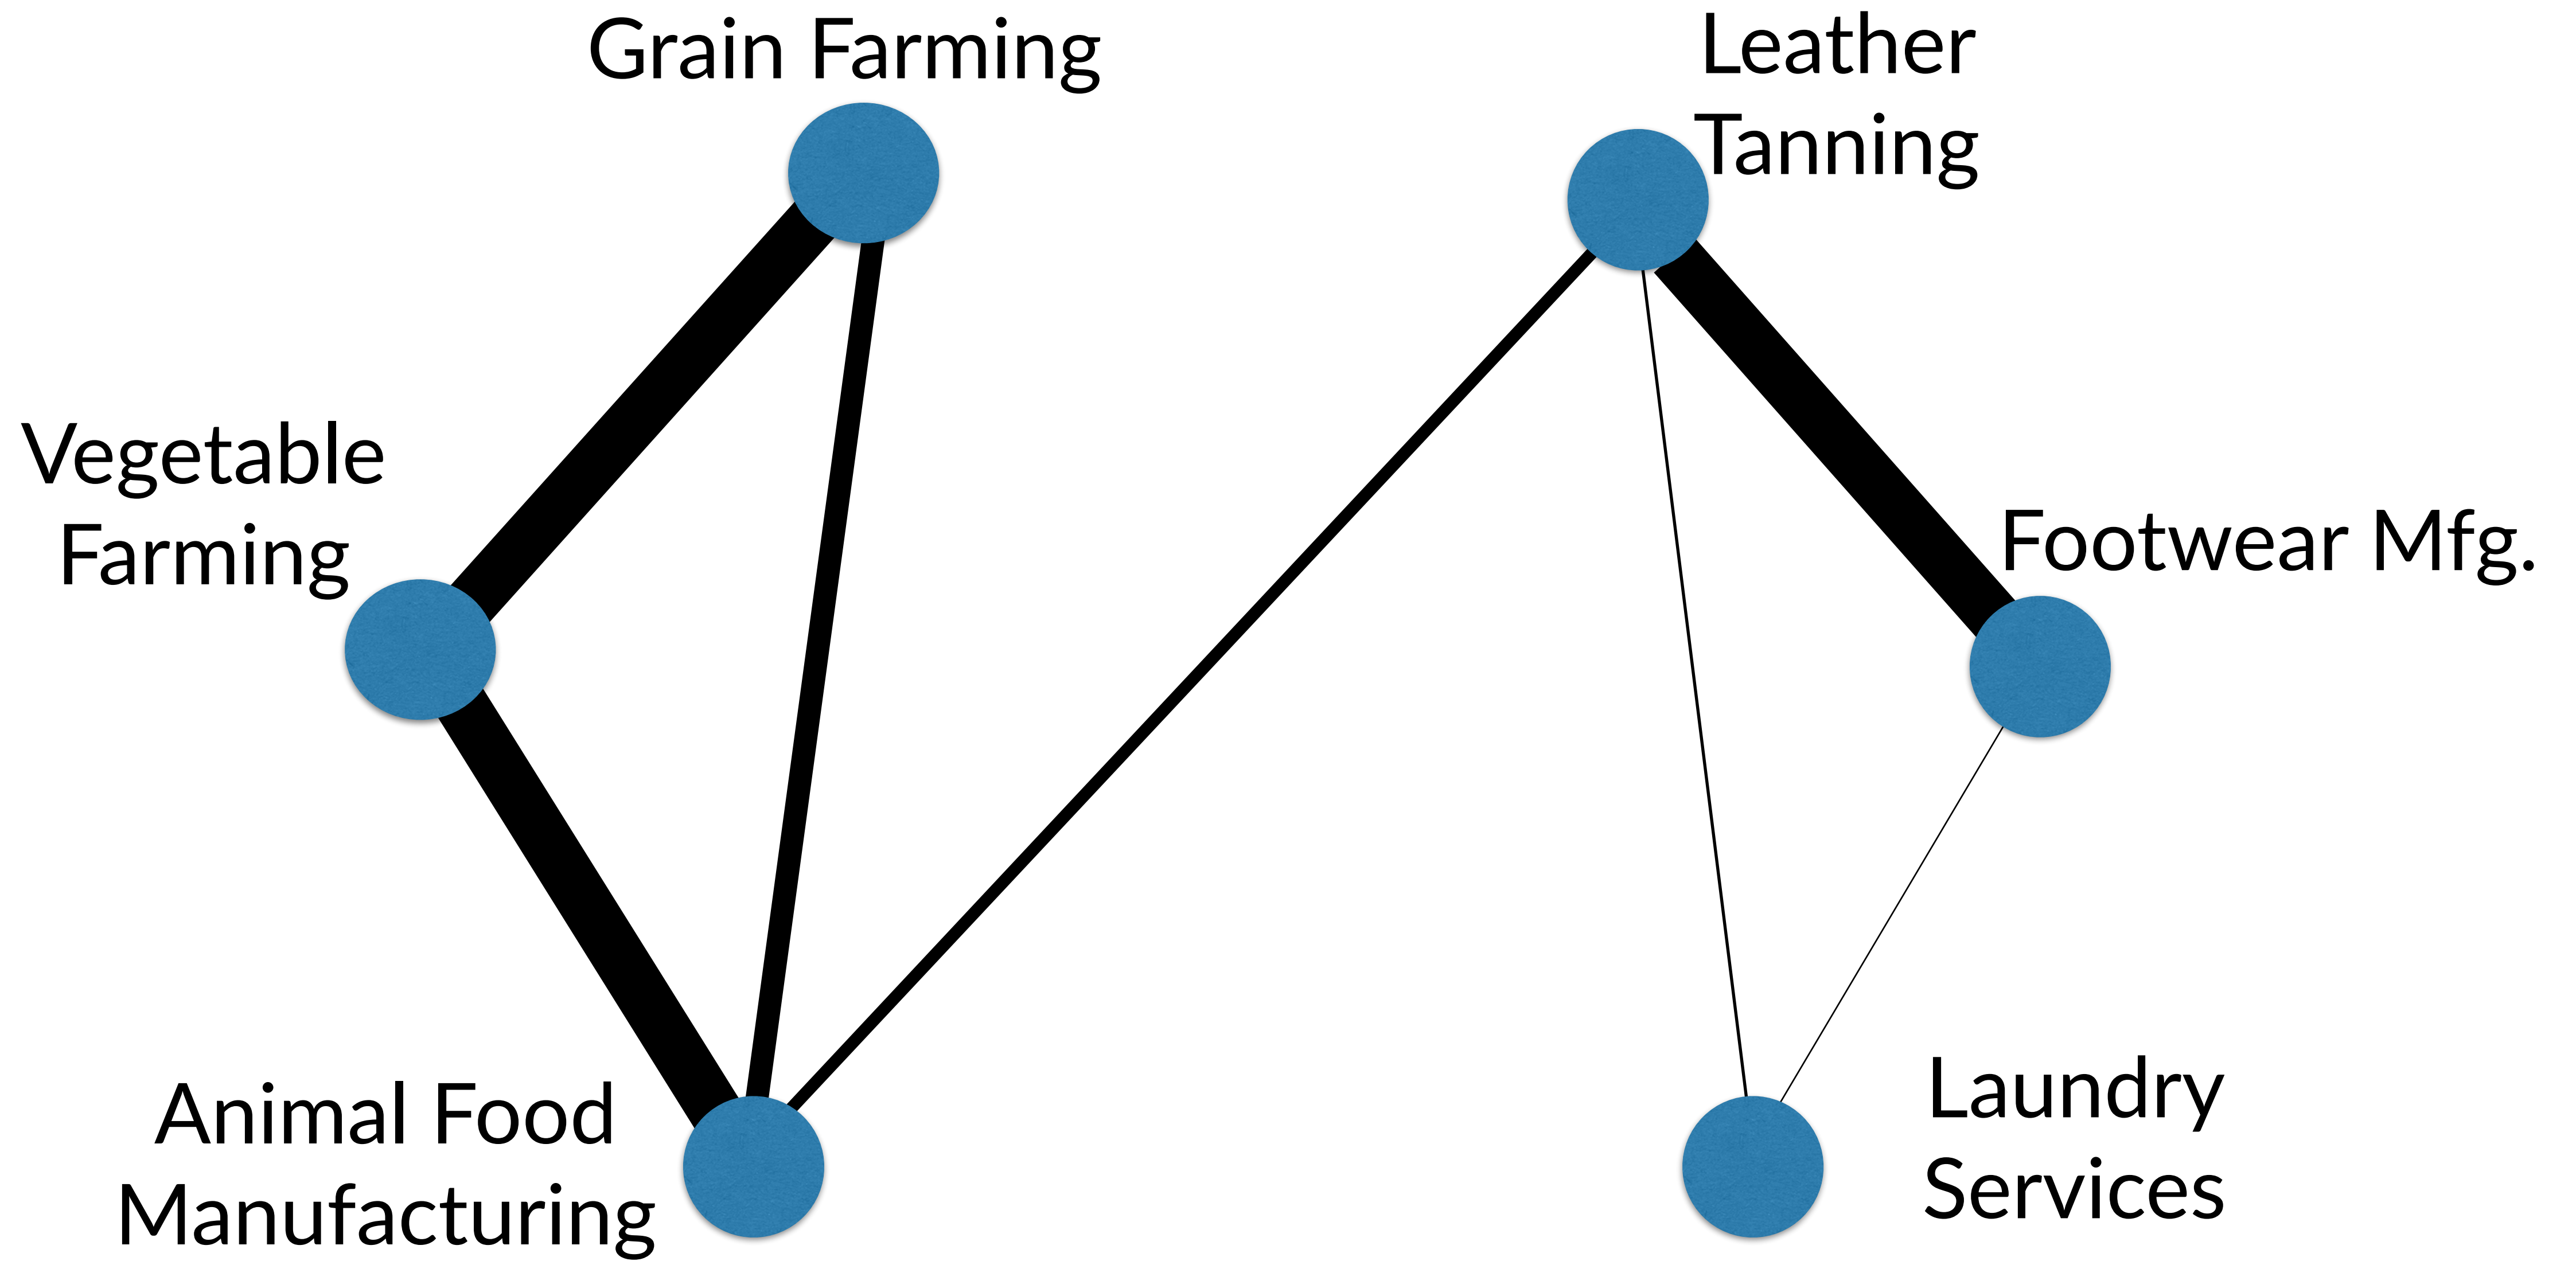 Grain Farming
Leather
Tanning
Vegetable
Farming
Footwear Mfg.
Animal Food
Manufacturing
Laundry
Services